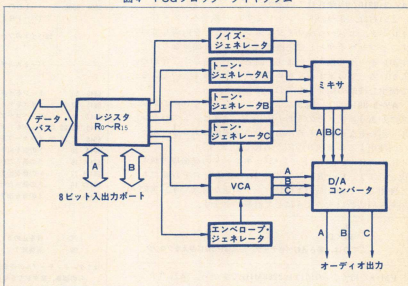 データ・
バス
レジスタ
R₀～R₁₅
A
B
8ビット入出力ポート
ノイズ・
ジェネレータ
トーン・
ジェネレータA
トーン・
ジェネレータB
トーン・
ジェネレータC
VCA
エンベロープ・
ジェネレータ
ミキサ
A B C
A
B
C
D/A
コンバータ
A B C
オーディオ出力